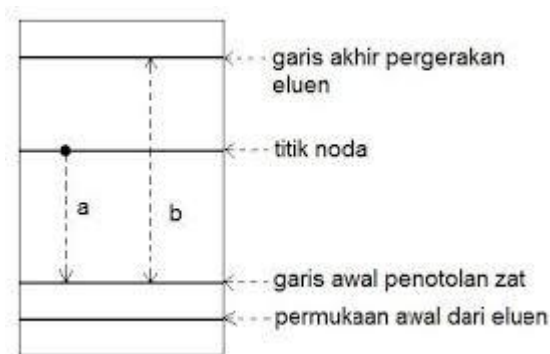 garis akhir pergerakan
eluen
titik noda
a
b
garis awal penotolan zat
permukaan awal dari eluen